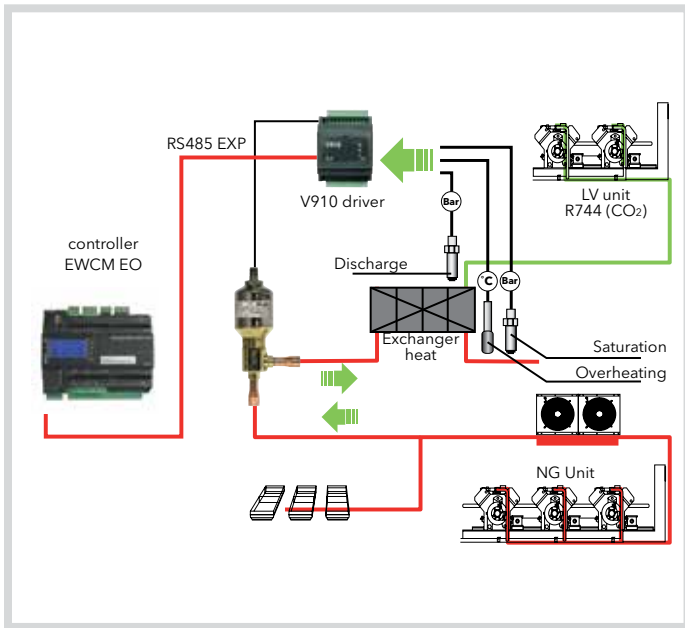 RS485 EXP
V910 driver
LV unit
R744 (CO2)
controller
EWCM EO
Bar
Discharge
°C
Bar
Exchanger
heat
Saturation
Overheating
NG Unit